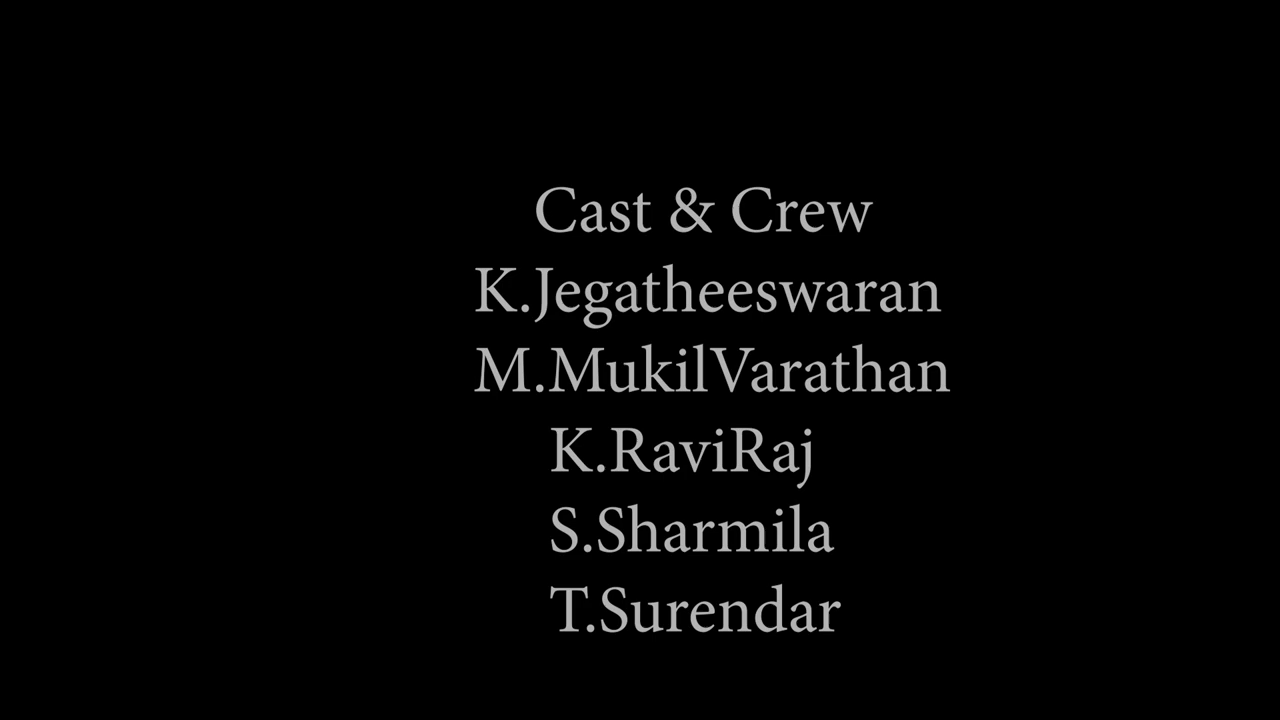 Cast & Crew
K.Jegatheeswaran
M.MukilVarathan
K.RaviRaj
S.Sharmila
T.Surendar